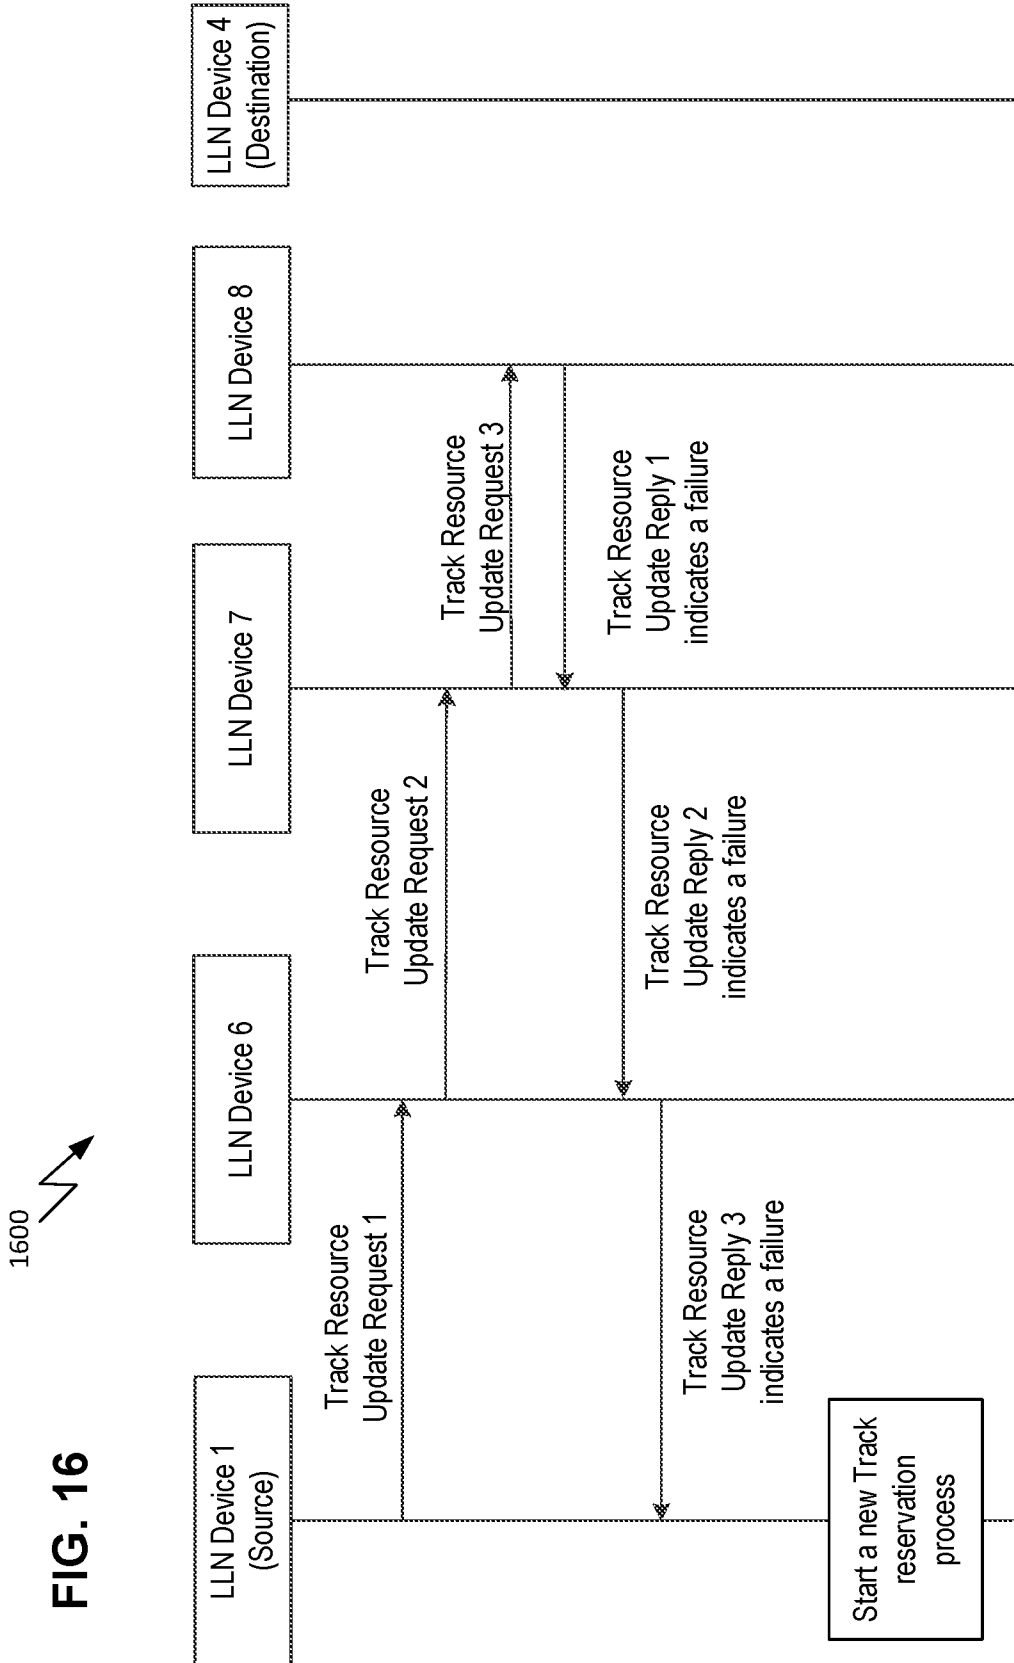 FIG. 16
1600
LLN Device 1
(Source)
LLN Device 6
LLN Device 7
LLN Device 8
LLN Device 4
(Destination)
Track Resource
Update Request 1
Track Resource
Update Request 2
Track Resource
Update Request 3
Track Resource
Update Reply 1
indicates a failure
Track Resource
Update Reply 2
indicates a failure
Track Resource
Update Reply 3
indicates a failure
Start a new Track
reservation
process